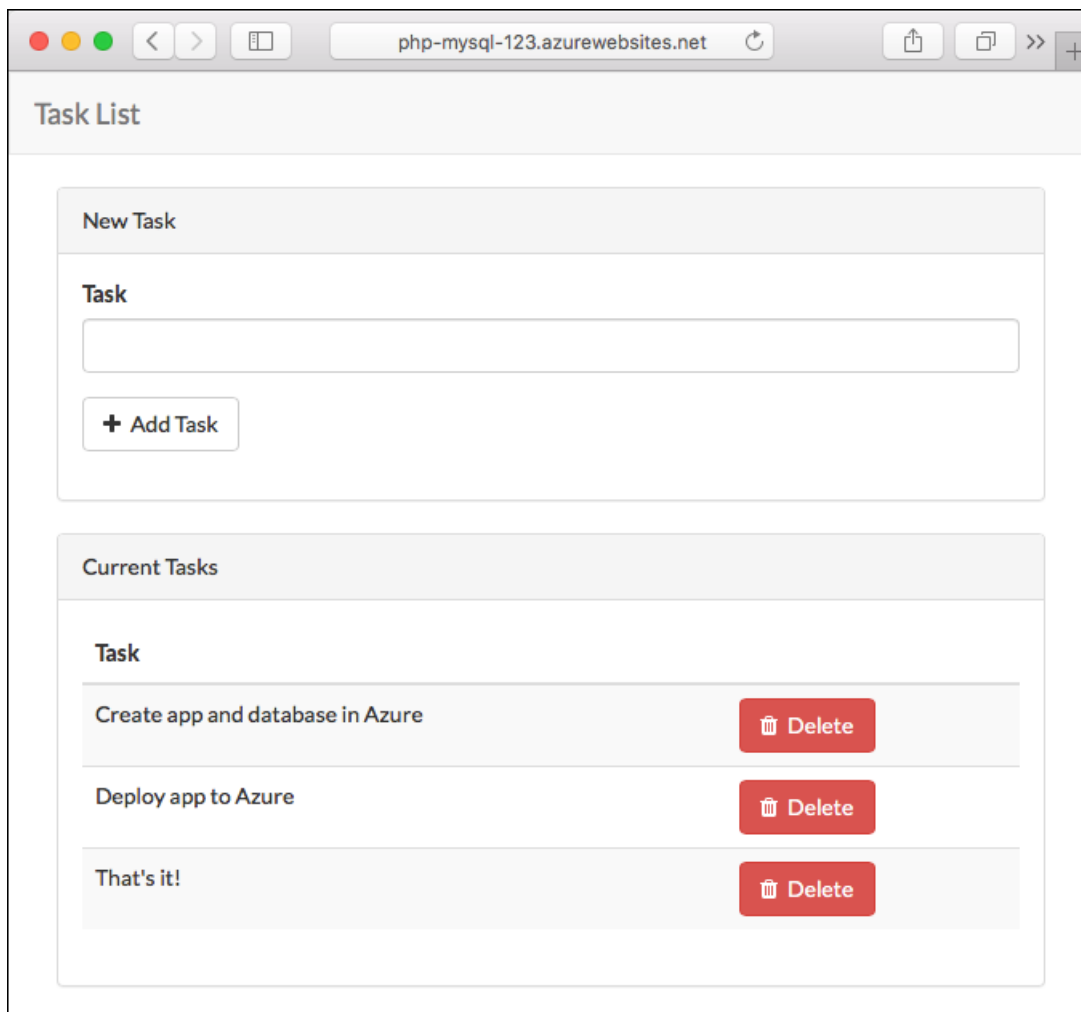 php-mysql-123.azurewebsites.net
Task List
New Task
Task
Add Task
Current Tasks
Task
Create app and database in Azure
Delete
Deploy app to Azure
Delete
That's it!
Delete